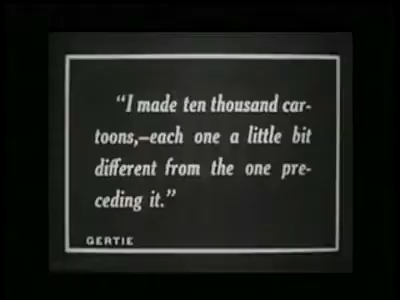 “I made ten thousand car-
toons,–each one a little bit
different from the one pre-
ceding it.”
GERTIE